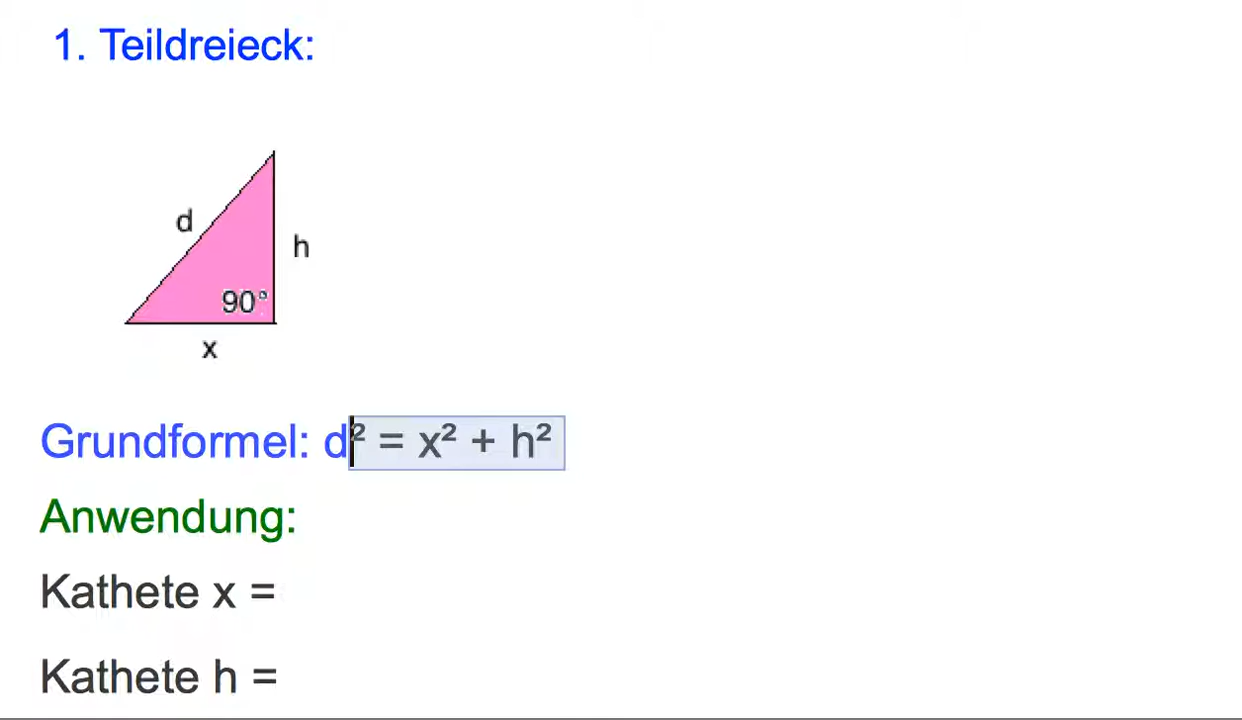 1. Teildreieck:
d
h
90°
x
Grundformel: d² = x² + h²
Anwendung:
Kathete x =
Kathete h =